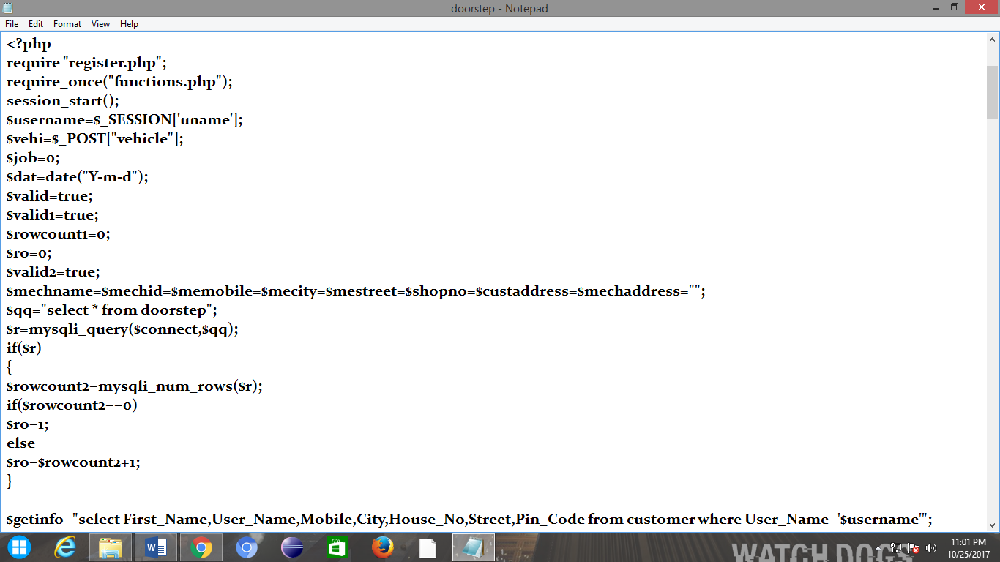 doorstep - Notepad
File Edit Format View Help
<?php
require "register.php";
require_once("functions.php");
session_start();
$username=$_SESSION['uname'];
$vehi=$_POST["vehicle"];
$job=0;
$dat=date("Y-m-d");
$valid=true;
$valid1=true;
$rowcount1=0;
$ro=0;
$valid2=true;
$mechname=$mechid=$memobile=$mecity=$mestreet=$shopno=$custaddress=$mechaddress="";
$qq="select * from doorstep";
$r=mysqli_query($connect,$qq);
if($r)
{
$rowcount2=mysqli_num_rows($r);
if($rowcount2==0)
$ro=1;
else
$ro=$rowcount2+1;
}
$getinfo="select First_Name,User_Name,Mobile,City,House_No,Street,Pin_Code from customer where User_Name='$username'";
WATCH DOGS
11:01 PM
10/25/2017